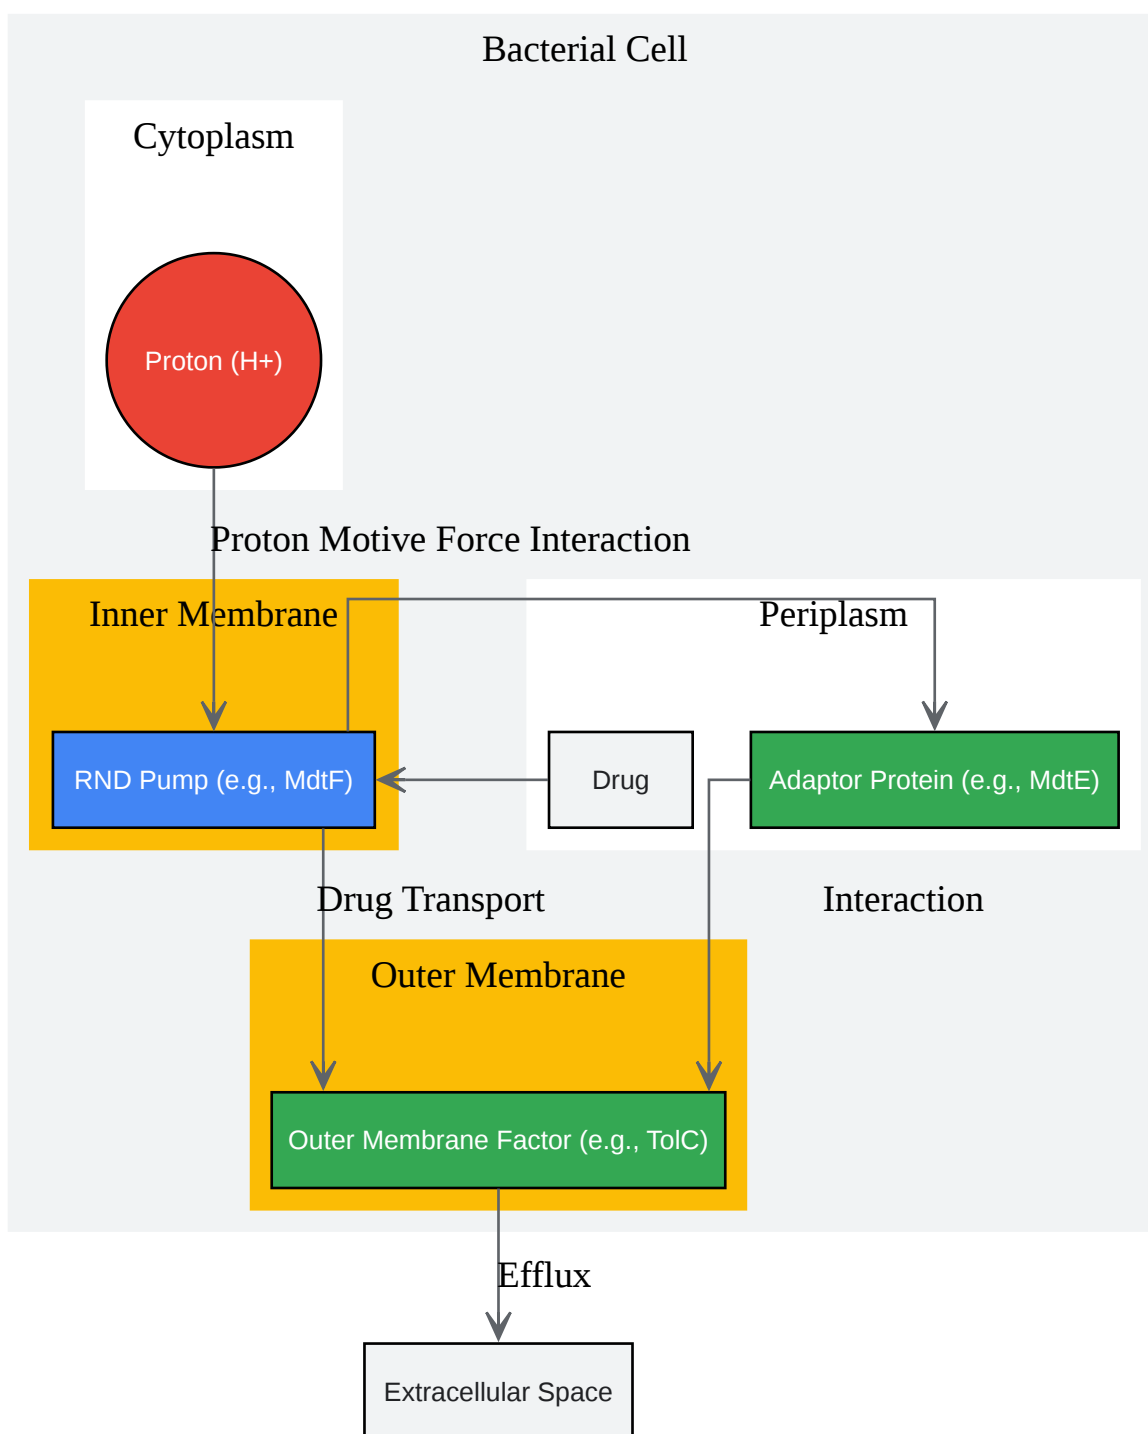 Bacterial Cell
Cytoplasm
Proton (H+)
Proton Motive Force Interaction
Inner Membrane
Periplasm
RND Pump (e.g., MdtF)
Drug
Adaptor Protein (e.g., MdtE)
Drug Transport
Interaction
Outer Membrane
Outer Membrane Factor (e.g., TolC)
Efflux
Extracellular Space